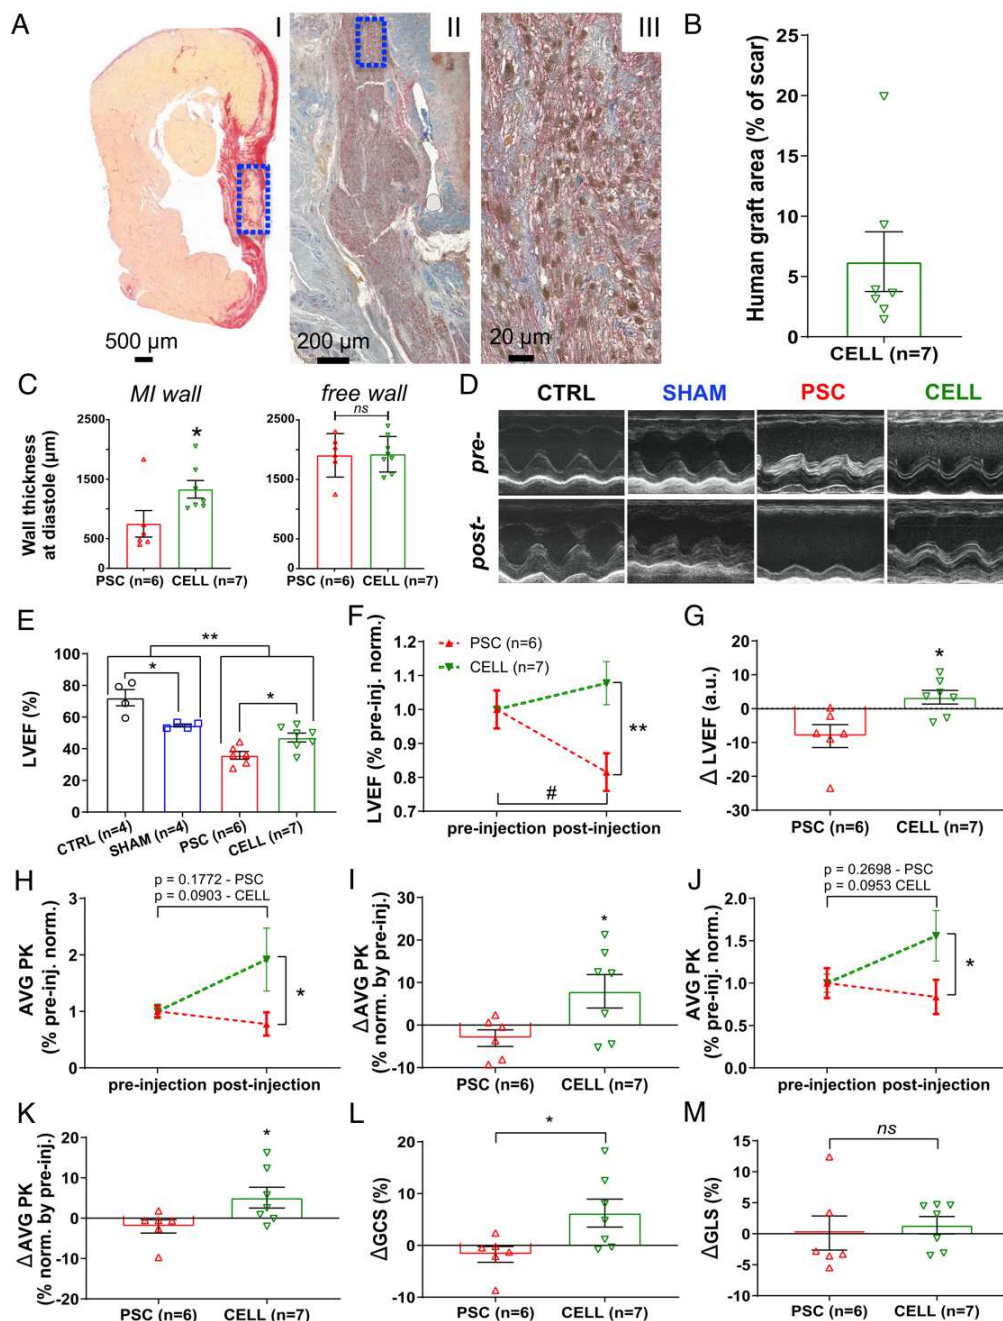 A
I
II
III
500 µm
200 µm
20 µm
B
Human graft area (% of scar)
25
20
15
10
5
0
CELL (n=7)
C
MI wall
free wall
Wall thickness
at diastole (µm)
2500
*
1500
500
0
PSC (n=6) CELL (n=7)
2500
ns
1500
500
0
PSC (n=6) CELL (n=7)
D
CTRL SHAM PSC CELL
pre-
post-
E
LVEF (%)
100
80
60
40
20
0
**
*
*
CTRL (n=4)
SHAM (n=4)
PSC (n=6)
CELL (n=7)
F
LVEF (% pre-inj. norm.)
1.2
1.1
1.0
0.9
0.8
0.7
PSC (n=6)
CELL (n=7)
**
#
pre-injection post-injection
G
Δ LVEF (a.u.)
20
10
0
-10
-20
-30
*
PSC (n=6) CELL (n=7)
H
p = 0.1772 - PSC
p = 0.0903 - CELL
AVG PK
(% pre-inj. norm.)
3
2
1
0
*
pre-injection post-injection
I
ΔAVG PK
(% norm. by pre-inj.)
30
20
10
0
-10
*
PSC (n=6) CELL (n=7)
J
p = 0.2698 - PSC
p = 0.0953 CELL
AVG PK
(% pre-inj. norm.)
2.0
1.5
1.0
0.5
0.0
*
pre-injection post-injection
K
ΔAVG PK
(% norm. by pre-inj.)
20
10
0
-10
-20
*
PSC (n=6) CELL (n=7)
L
ΔGCS (%)
20
10
0
-10
*
PSC (n=6) CELL (n=7)
M
ΔGLS (%)
15
10
5
0
-5
-10
ns
PSC (n=6) CELL (n=7)